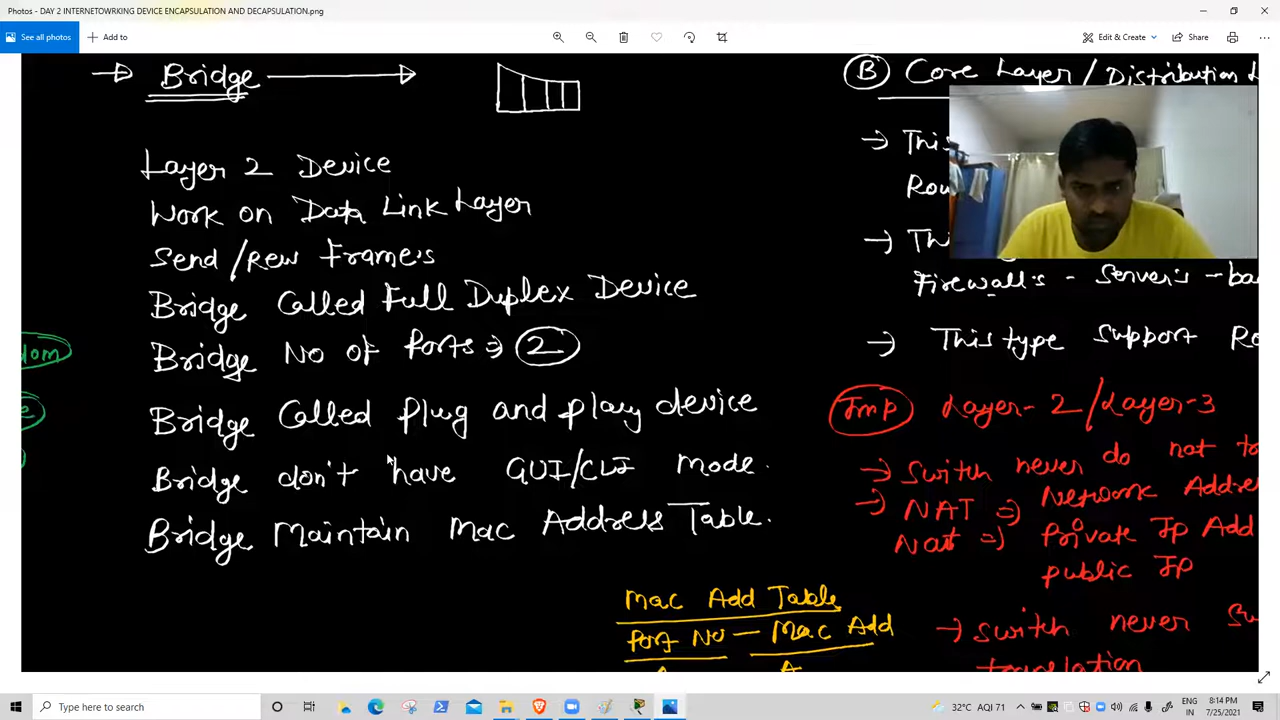 Photos - DAY 2 INTERNETOWRKING DEVICE ENCAPSULATION AND DECAPSULATION.png
See all photos
Add to
Edit & Create
Share
Bridge
Layer 2 Device
Work on Data Link Layer
Send /Rew Frame's
Bridge Called Full Duplex Device
Bridge No of Ports => 2
Bridge Called plug and play device
Bridge don't have GUI/CLI mode.
Bridge Maintain Mac Address Table.
Mac Add Table
Port No - Mac Add
B Core Layer / Distribution L
Firewall's - Server's - ba
This type Support Ro
Imp Layer-2/Layer-3
Switch never do not t
NAT => Network Addre
Nat => Private Ip Add
public IP
Switch never Su
translation
Type here to search
32°C AQI 71
ENG
IN
8:14 PM
7/25/2021